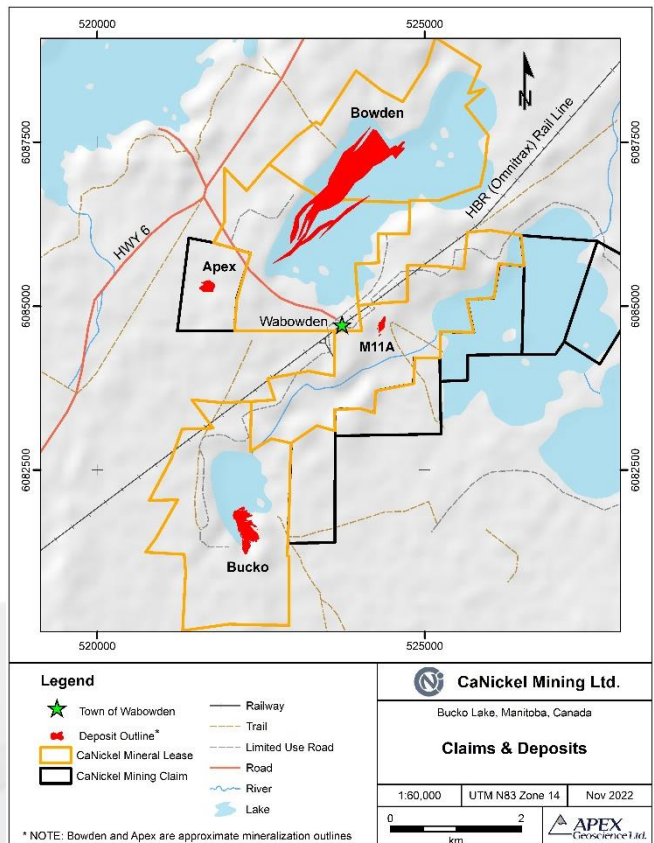 520000
525000
Bowden
N
6087500
6087500
HBR (Omnitrax) Rail Line
HWY 6
Apex
6085000
6085000
Wabowden
M11A
6082500
6082500
Bucko
520000
525000
Legend
Town of Wabowden
Deposit Outline*
CaNickel Mineral Lease
CaNickel Mining Claim
Railway
Trail
Limited Use Road
Road
River
Lake
* NOTE: Bowden and Apex are approximate mineralization outlines
Ni CaNickel Mining Ltd.
Bucko Lake, Manitoba, Canada
Claims & Deposits
1:60,000 UTM N83 Zone 14 Nov 2022
0 2
km
APEX
Geoscience Ltd.